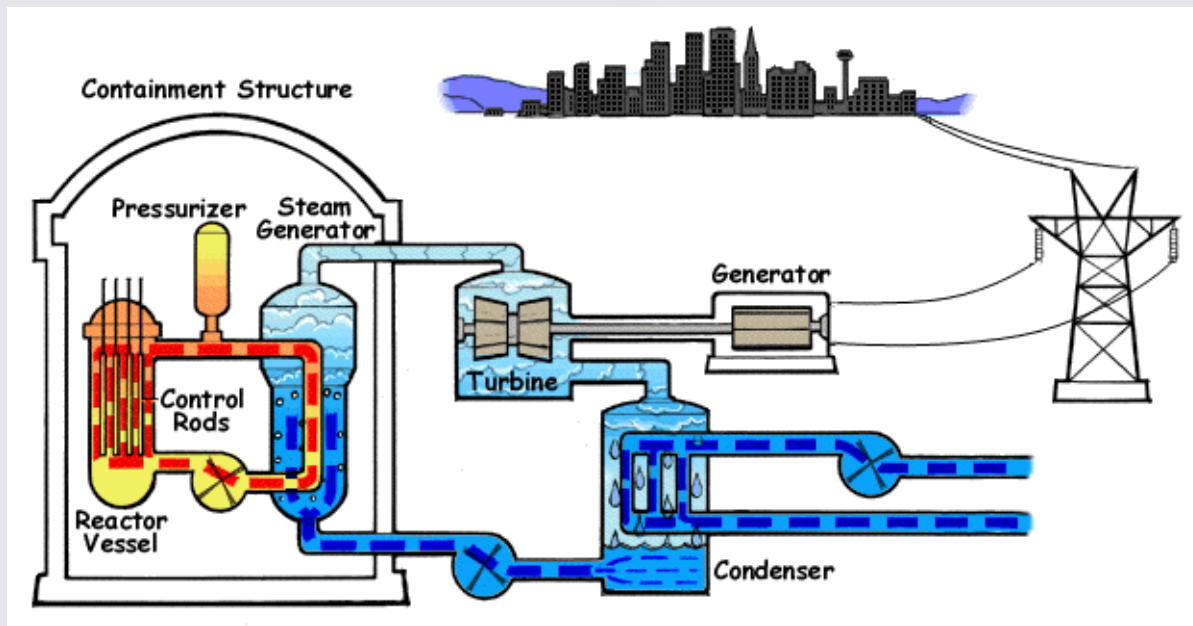 Containment Structure
Pressurizer
Steam
Generator
Generator
Control
Rods
Turbine
Reactor
Vessel
Condenser